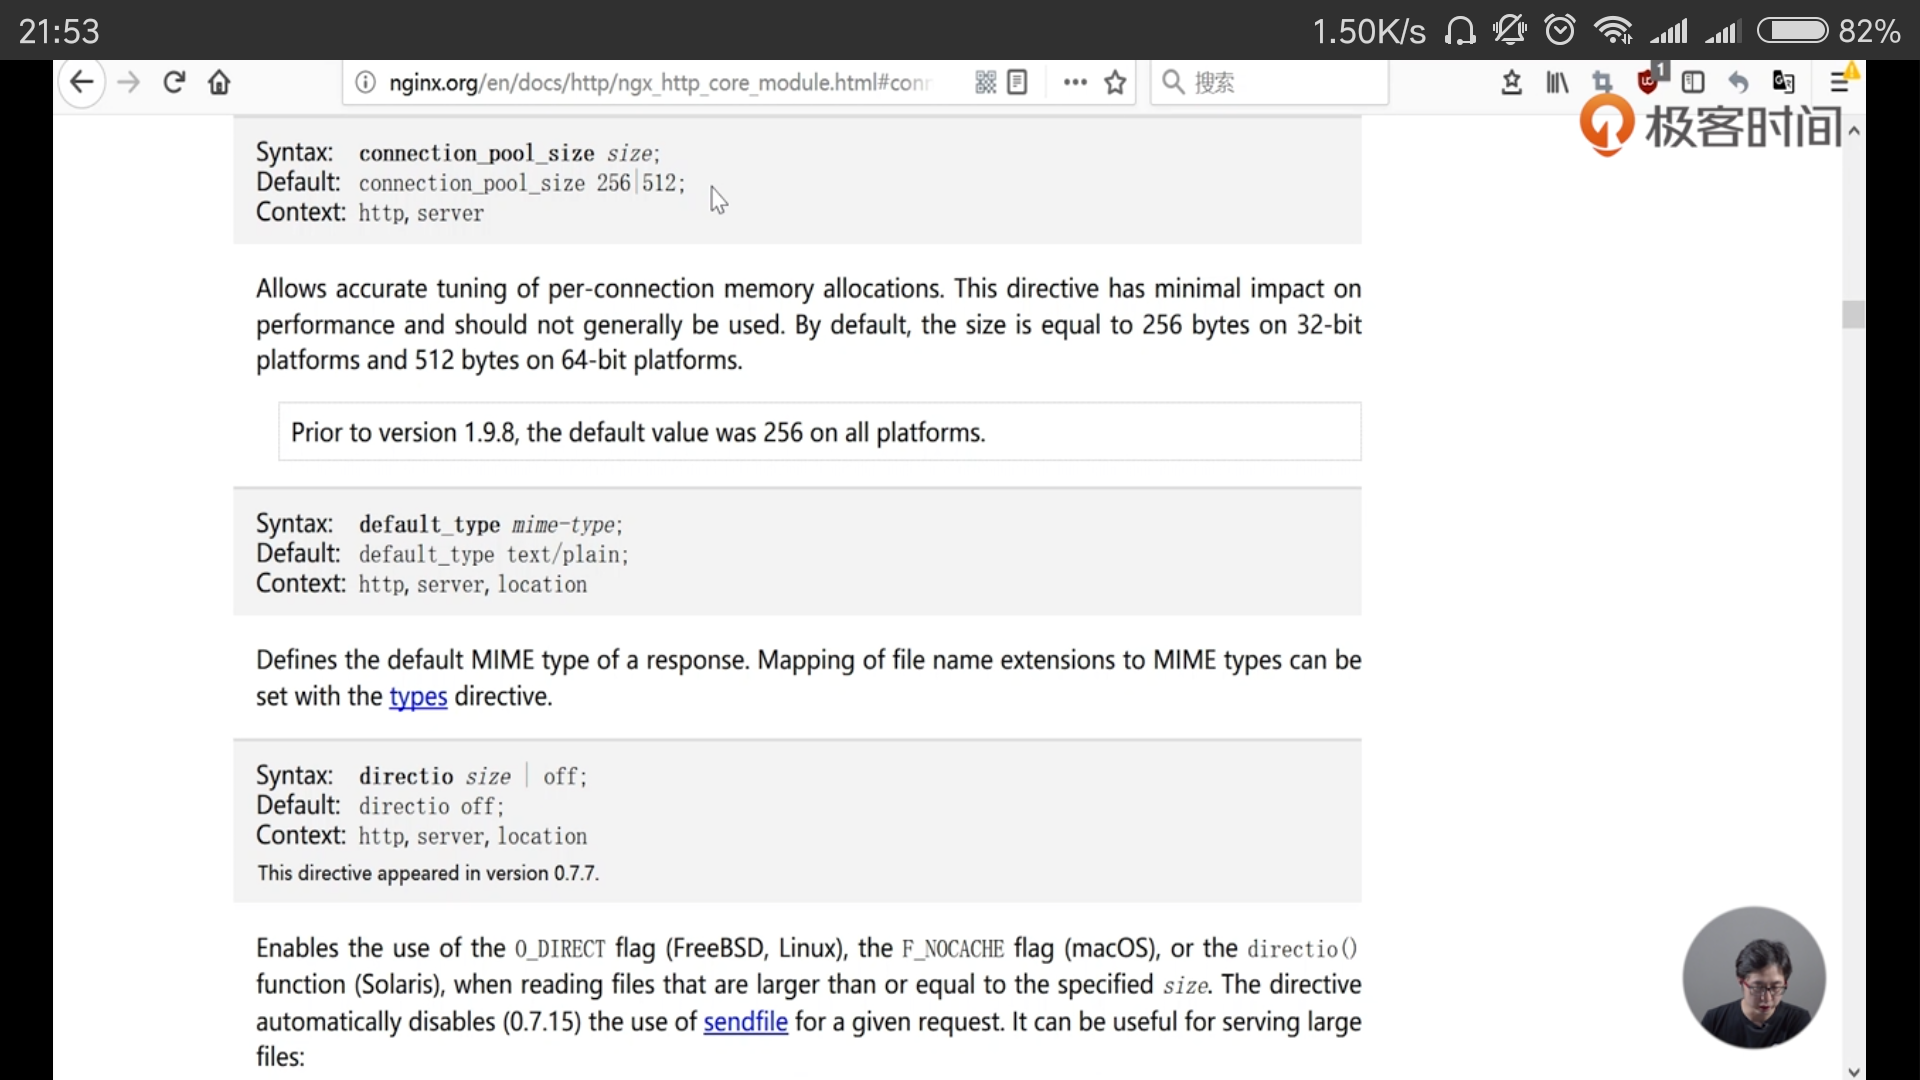 21:53
1.50K/s
82%
nginx.org/en/docs/http/ngx_http_core_module.html#conn
搜索
1
极客时间
Syntax: connection_pool_size size;
Default: connection_pool_size 256|512;
Context: http, server
Allows accurate tuning of per-connection memory allocations. This directive has minimal impact on
performance and should not generally be used. By default, the size is equal to 256 bytes on 32-bit
platforms and 512 bytes on 64-bit platforms.
Prior to version 1.9.8, the default value was 256 on all platforms.
Syntax: default_type mime-type;
Default: default_type text/plain;
Context: http, server, location
Defines the default MIME type of a response. Mapping of file name extensions to MIME types can be
set with the types directive.
Syntax: directio size | off;
Default: directio off;
Context: http, server, location
This directive appeared in version 0.7.7.
Enables the use of the O_DIRECT flag (FreeBSD, Linux), the F_NOCACHE flag (macOS), or the directio()
function (Solaris), when reading files that are larger than or equal to the specified size. The directive
automatically disables (0.7.15) the use of sendfile for a given request. It can be useful for serving large
files: